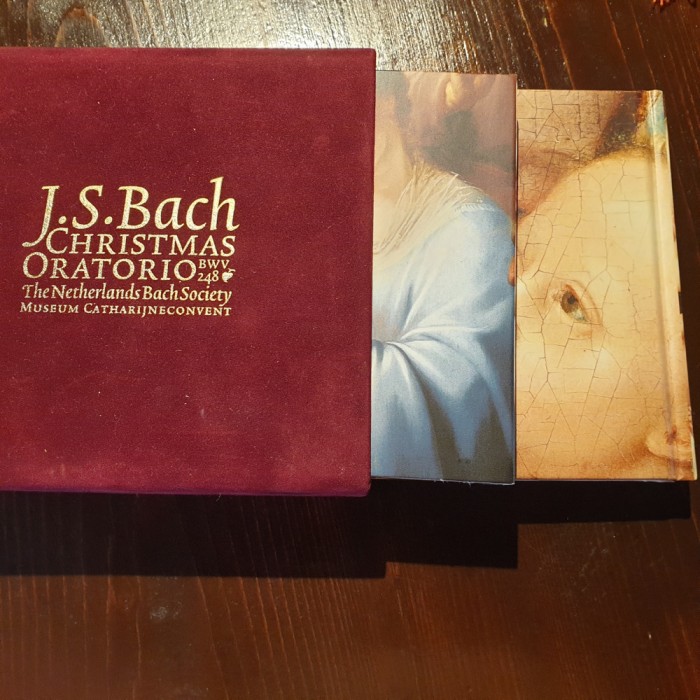 J.S.Bach
CHRISTMAS
ORATORIO BWV 248
The Netherlands Bach Society
MUSEUM CATHARIJNECONVENT